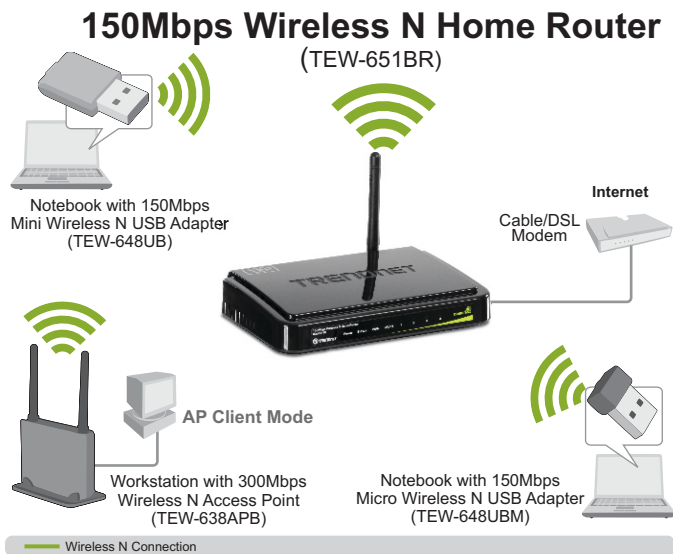 150Mbps Wireless N Home Router
(TEW-651BR)
Notebook with 150Mbps
Mini Wireless N USB Adapter
(TEW-648UB)
Internet
Cable/DSL
Modem
TRENDNET
AP Client Mode
Workstation with 300Mbps
Wireless N Access Point
(TEW-638APB)
Notebook with 150Mbps
Micro Wireless N USB Adapter
(TEW-648UBM)
Wireless N Connection